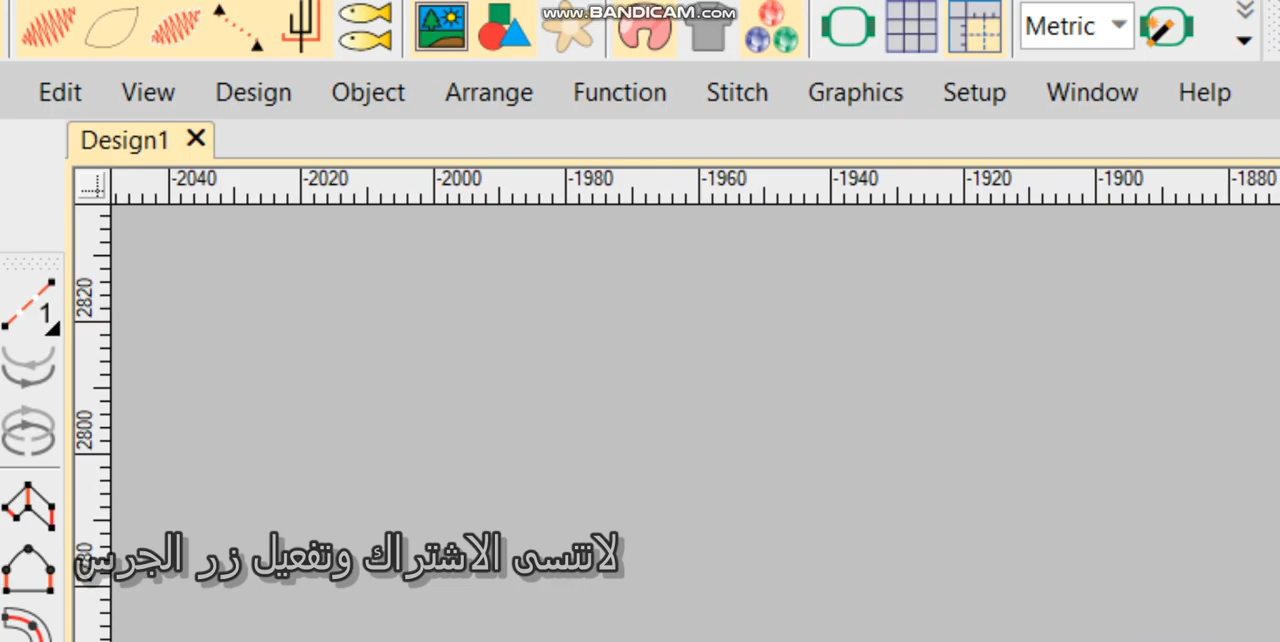 www.BANDICAM.com
Metric
Edit View Design Object Arrange Function Stitch Graphics Setup Window Help
Design1
-2040 -2020 -2000 -1980 -1960 -1940 -1920 -1900 -1880
2820
1
2800
لاتنسى الاشتراك وتفعيل زر الجرس